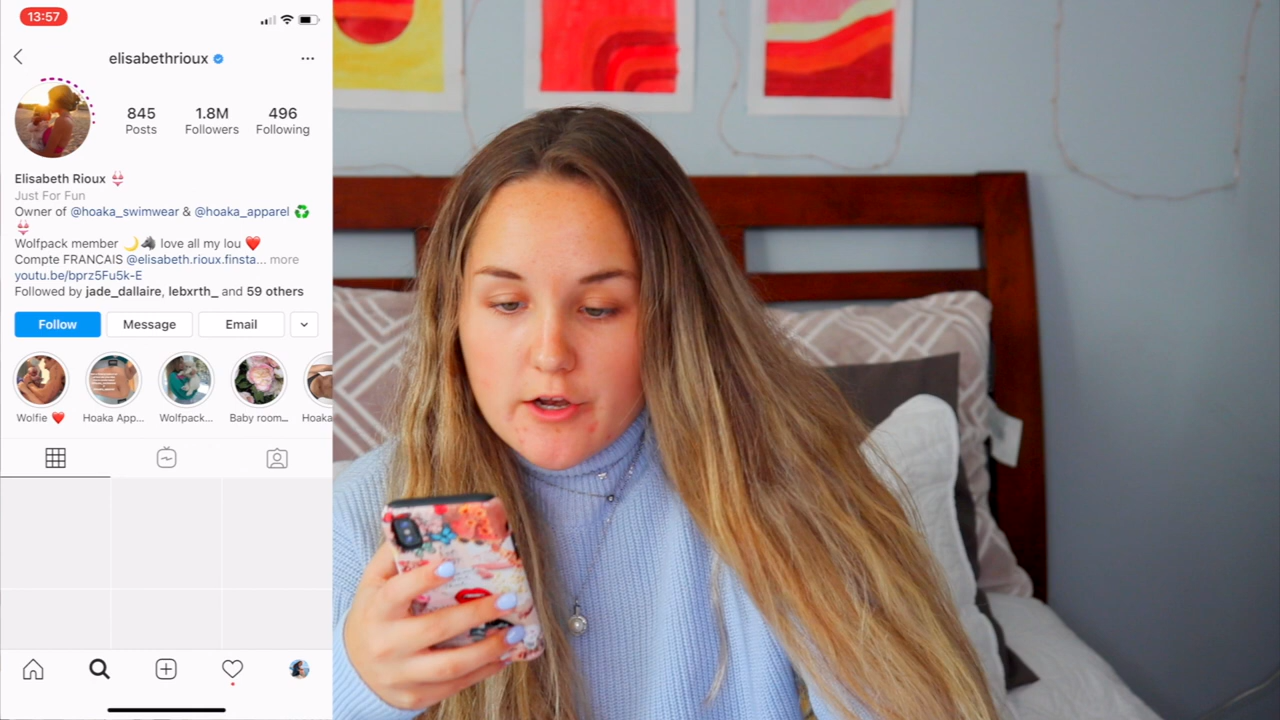 13:57
elisabethrioux
845 1.8M 496
Posts Followers Following
Elisabeth Rioux 👙
Just For Fun
Owner of @hoaka_swimwear & @hoaka_apparel ♻️
👙
Wolfpack member 🌙🐴 love all my lou ❤️
Compte FRANCAIS @elisabeth.rioux.finsta... more
youtu.be/bprz5Fu5k-E
Followed by jade_dallaire, lebxrth_ and 59 others
Follow Message Email
Wolfie ❤️ Hoaka App... Wolfpack... Baby room... Hoaka